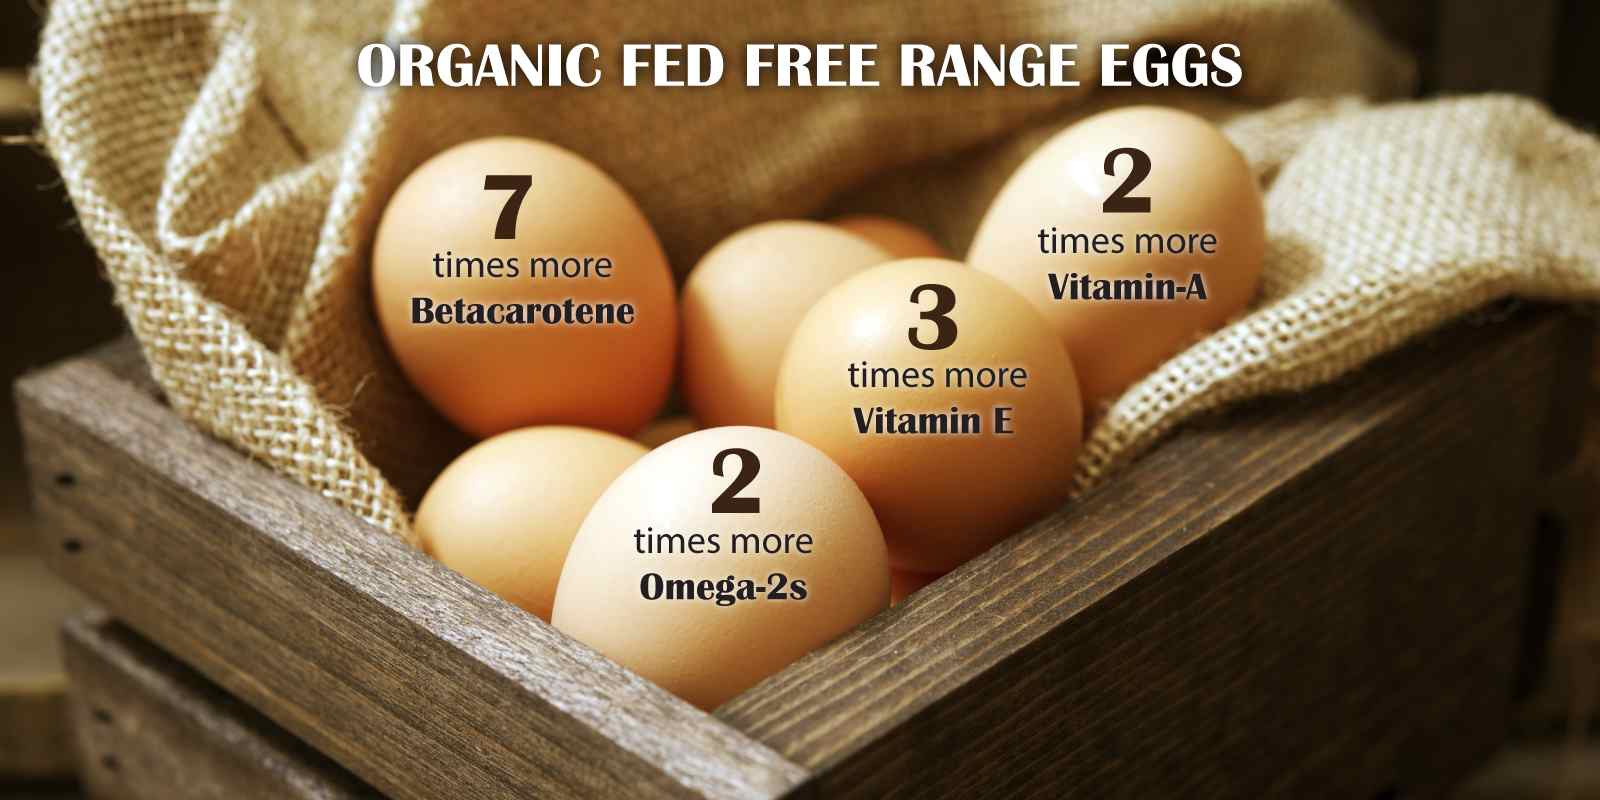 ORGANIC FED FREE RANGE EGGS
7
times more
Betacarotene
2
times more
Vitamin-A
3
times more
Vitamin E
2
times more
Omega-2s